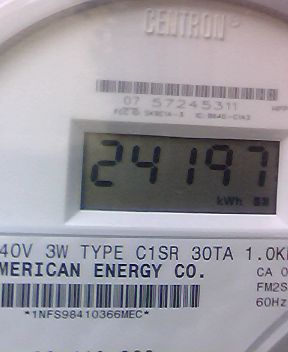 CENTRON
07 57245311
24197
kWh
40V 3W TYPE C1SR 30TA 1.0K
MERICAN ENERGY CO.
CA 0
FM2S
60Hz
*1NFS98410366MEC*